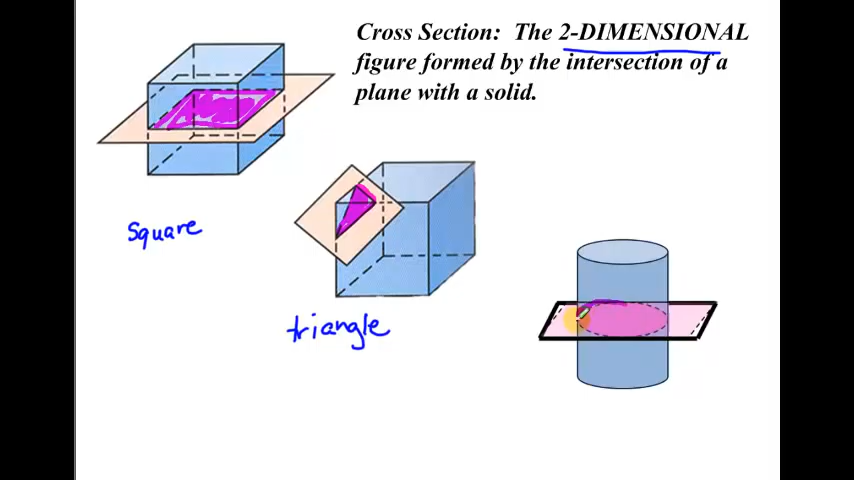 Cross Section: The 2-DIMENSIONAL
figure formed by the intersection of a
plane with a solid.
Square
triangle